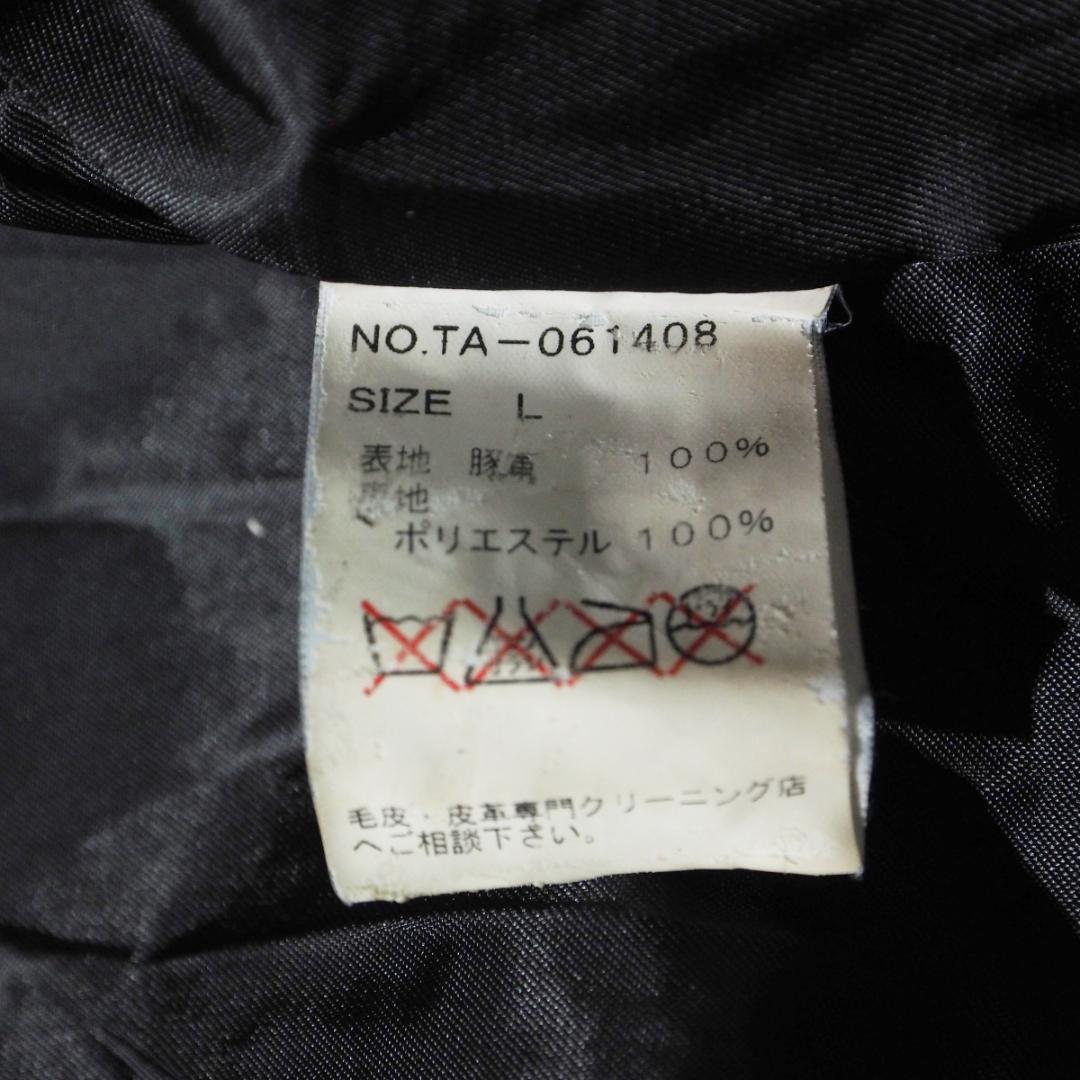 NO.TA-061408
SIZE L
表地 豚革 100%
裏地
ポリエステル 100%
毛皮・皮革専門クリーニング店
へご相談下さい。